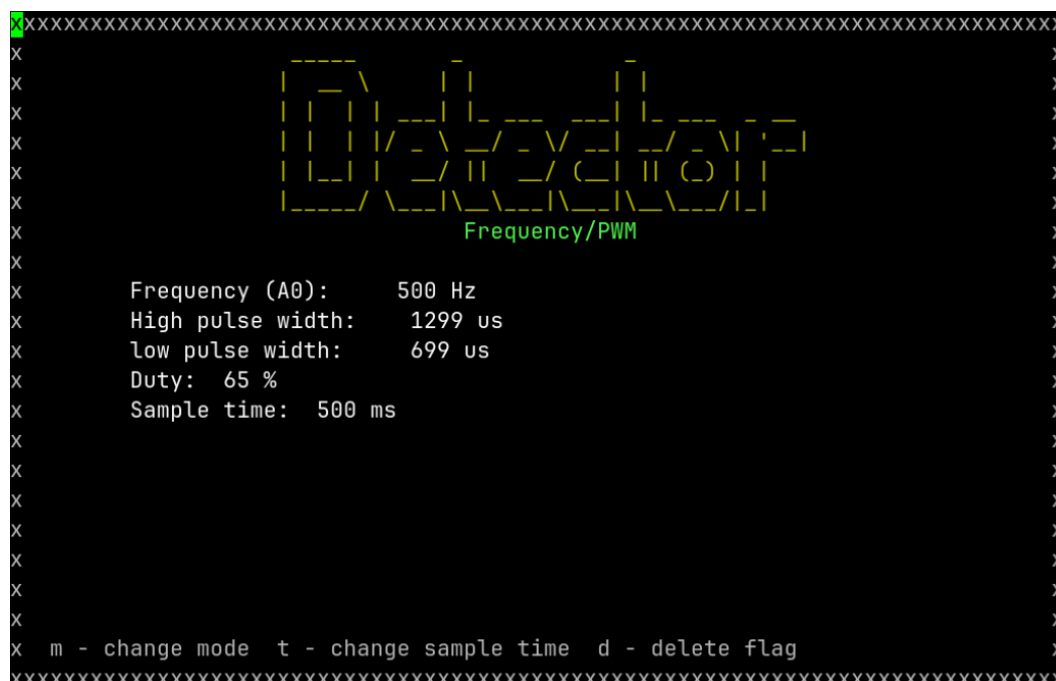 Detector
Frequency/PWM
Frequency (A0): 500 Hz
High pulse width: 1299 us
low pulse width: 699 us
Duty: 65 %
Sample time: 500 ms
m - change mode t - change sample time d - delete flag